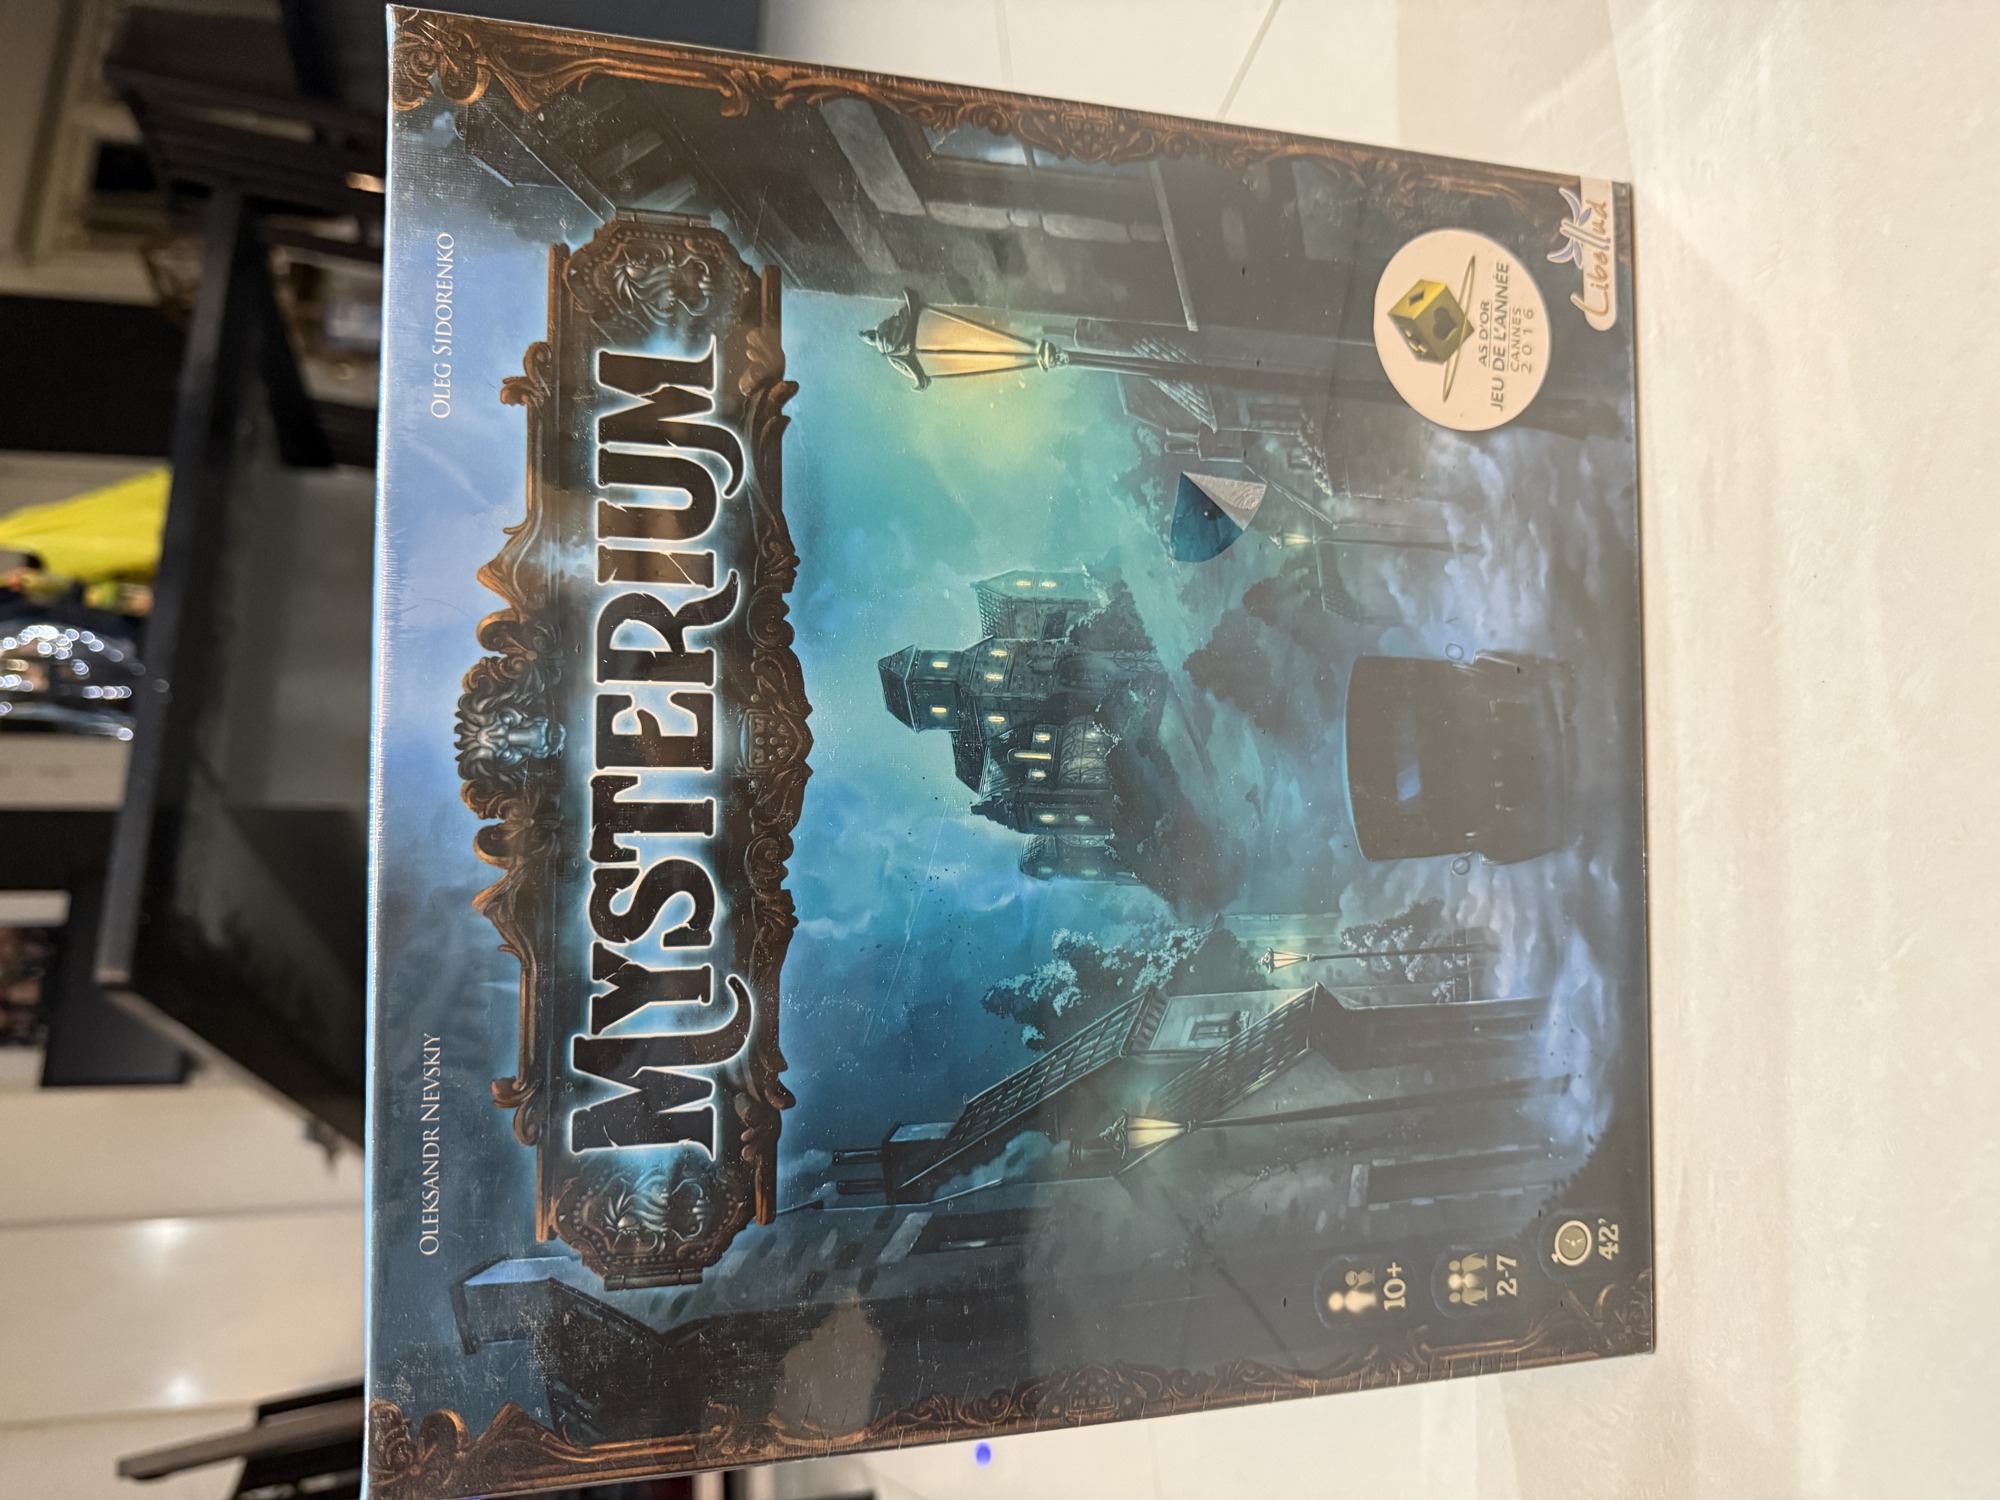 OLEKSANDR NEVSKIY
OLEG SIDORENKO
MYSTERIUM
10+
2-7
42'
AS D'OR
JEU DE L'ANNÉE
CANNES
2016
Libellud